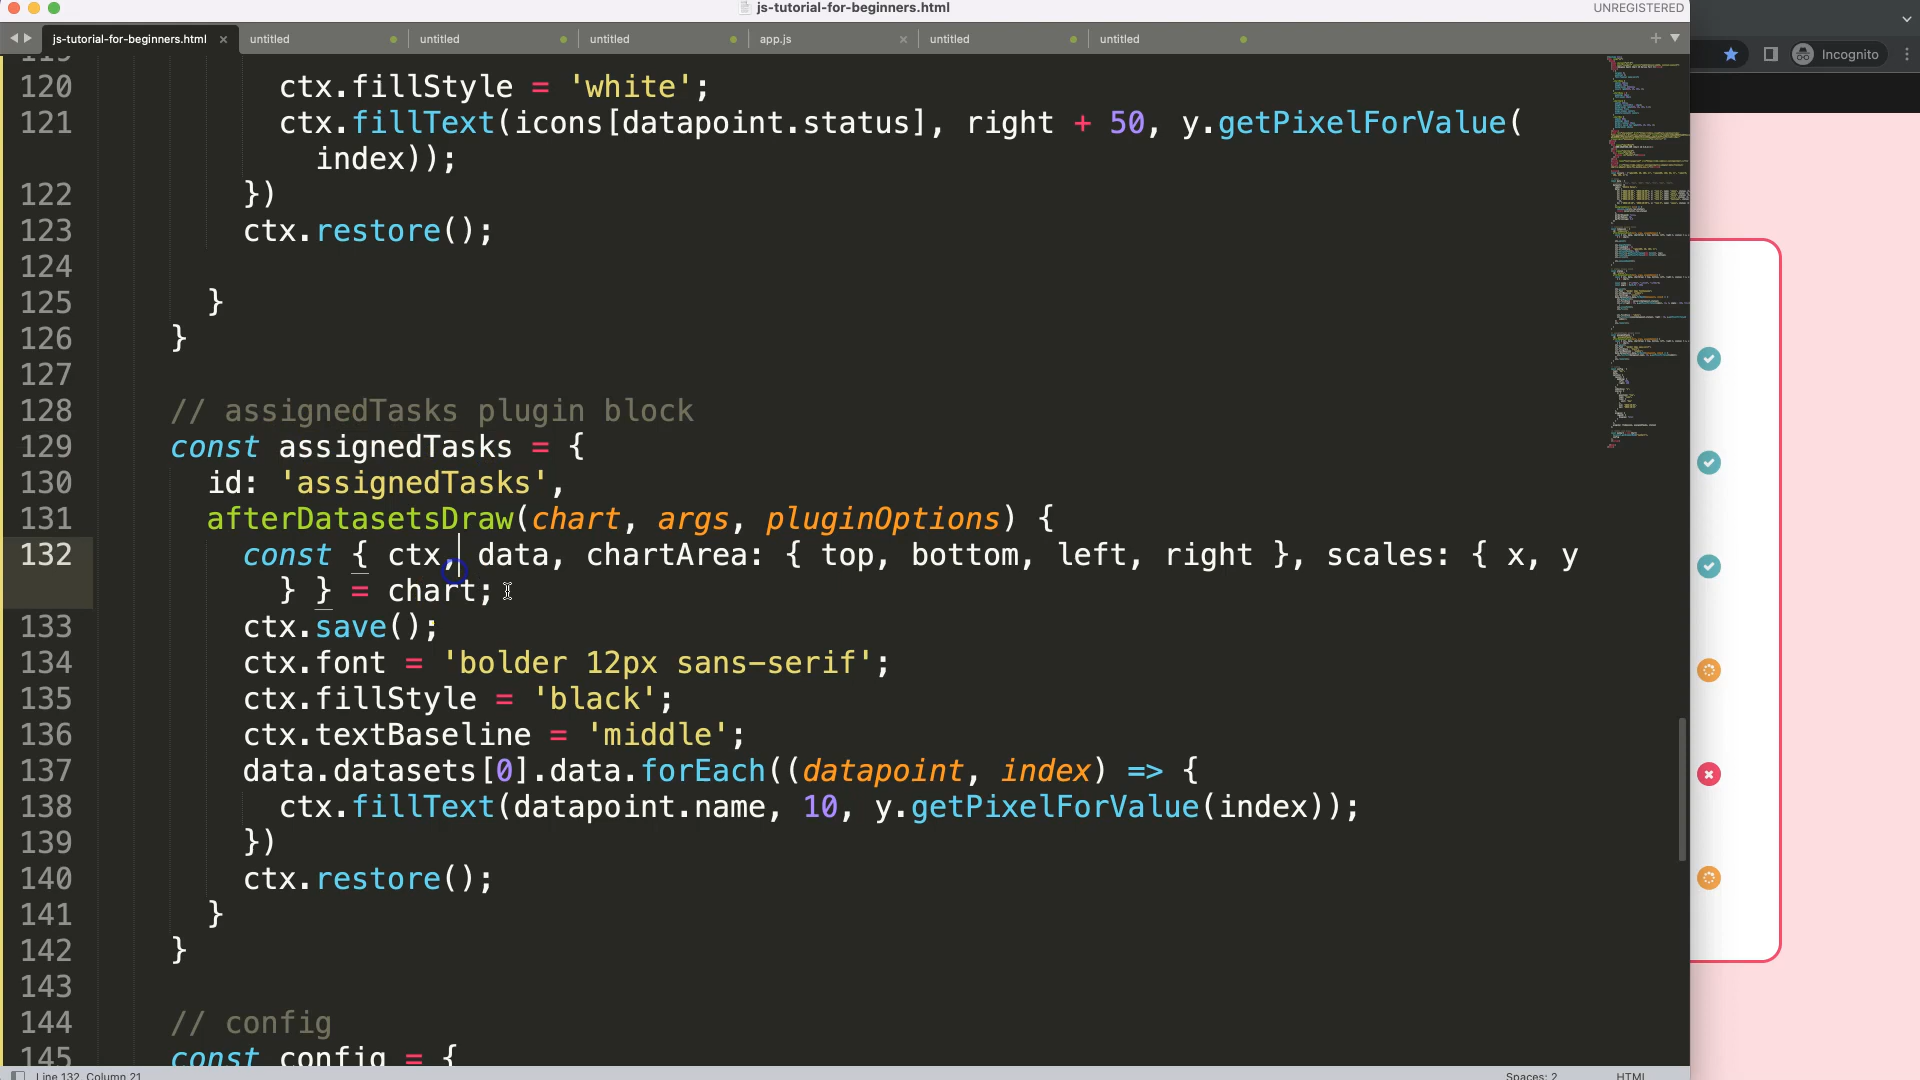 js-tutorial-for-beginners.html
UNREGISTERED
js-tutorial-for-beginners.html × untitled untitled untitled app.js × untitled untitled + ▼
Incognito
119
120 ctx.fillStyle = 'white';
121 ctx.fillText(icons[datapoint.status], right + 50, y.getPixelForValue(
index));
122 })
123 ctx.restore();
124
125 }
126 }
127
128 // assignedTasks plugin block
129 const assignedTasks = {
130 id: 'assignedTasks',
131 afterDatasetsDraw(chart, args, pluginOptions) {
132 const { ctx, data, chartArea: { top, bottom, left, right }, scales: { x, y
} } = chart;
133 ctx.save();
134 ctx.font = 'bolder 12px sans-serif';
135 ctx.fillStyle = 'black';
136 ctx.textBaseline = 'middle';
137 data.datasets[0].data.forEach((datapoint, index) => {
138 ctx.fillText(datapoint.name, 10, y.getPixelForValue(index));
139 })
140 ctx.restore();
141 }
142 }
143
144 // config
145 const config = {
Line 132, Column 21
Spaces: 2
HTML